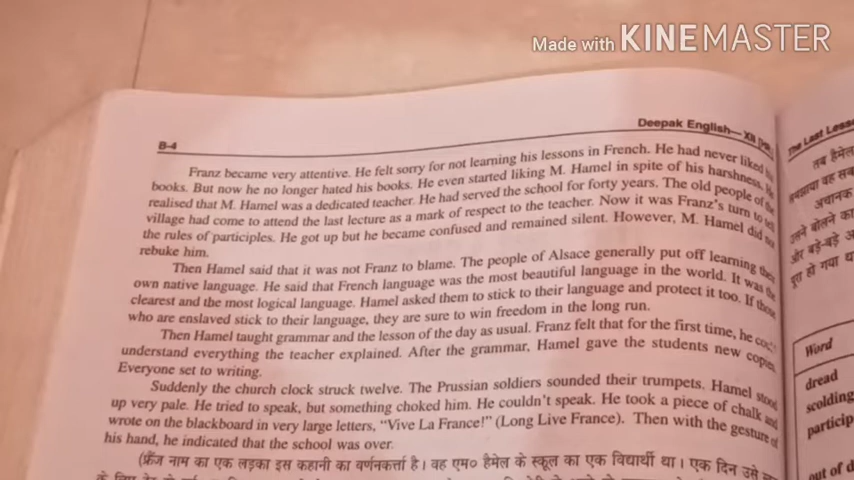 Made with KINEMASTER
B-4
Deepak English—XII
Franz became very attentive. He felt sorry for not learning his lessons in French. He had never liked
books. But now he no longer hated his books. He even started liking M. Hamel in spite of his harshness.
realised that M. Hamel was a dedicated teacher. He had served the school for forty years. The old people of
village had come to attend the last lecture as a mark of respect to the teacher. Now it was Franz's turn to
the rules of participles. He got up but he became confused and remained silent. However, M. Hamel did
rebuke him.
Then Hamel said that it was not Franz to blame. The people of Alsace generally put off learning their
own native language. He said that French language was the most beautiful language in the world. It was the
clearest and the most logical language. Hamel asked them to stick to their language and protect it too. If those
who are enslaved stick to their language, they are sure to win freedom in the long run.
Then Hamel taught grammar and the lesson of the day as usual. Franz felt that for the first time, he
understand everything the teacher explained. After the grammar, Hamel gave the students new copies.
Everyone set to writing.
Suddenly the church clock struck twelve. The Prussian soldiers sounded their trumpets. Hamel stood
up very pale. He tried to speak, but something choked him. He couldn't speak. He took a piece of chalk and
wrote on the blackboard in very large letters, "Vive La France!" (Long Live France). Then with the gesture of
his hand, he indicated that the school was over.
(फ्रैंज नाम का एक लड़का इस कहानी का वर्णनकर्त्ता है। वह एम० हैमेल के स्कूल का एक विद्यार्थी था। एक दिन उसे
The Last Less
तब हैमेल
समझाया वह सब
अचानक
उसने बोलने का
और बड़े-बड़े अ
पूरा हो गया था
Word
dread
scolding
particip
out of d